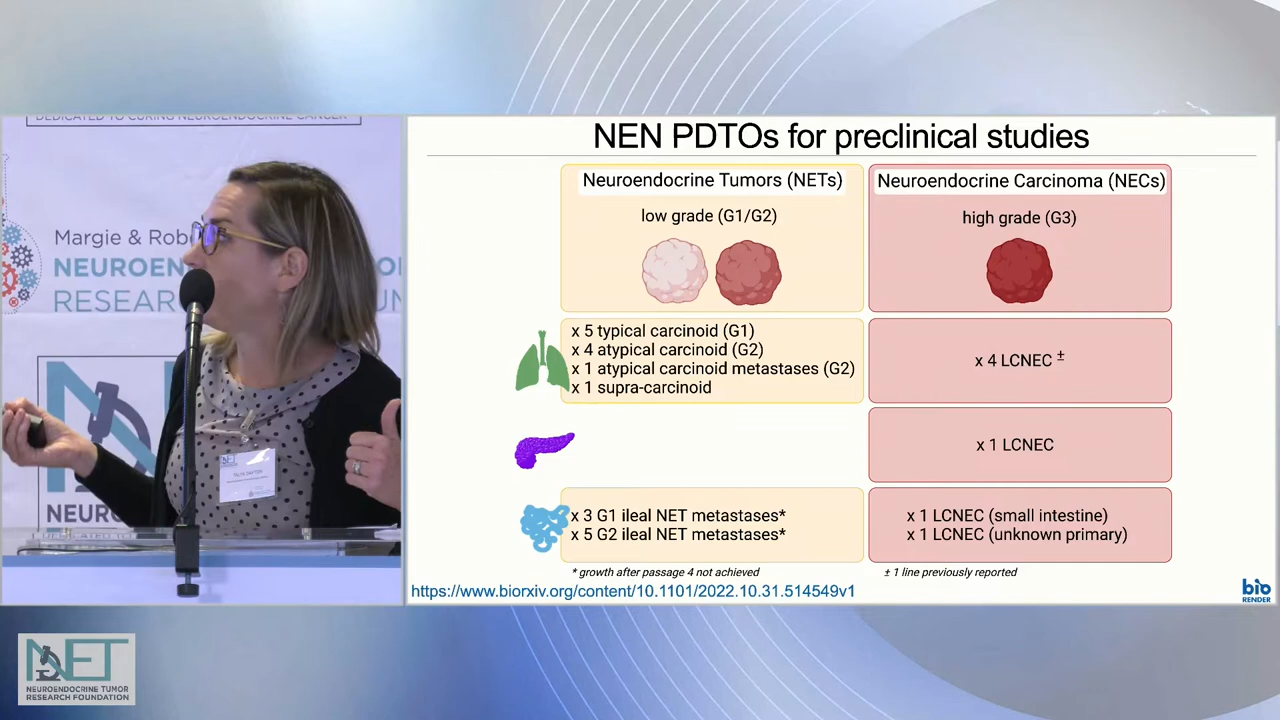 DEDICATED TO CURING NEUROENDOCRINE CANCER
Margie & Rob
NEUROEN
RESEAR
NEURO
NEN PDTOs for preclinical studies
Neuroendocrine Tumors (NETs)
low grade (G1/G2)
Neuroendocrine Carcinoma (NECs)
high grade (G3)
x 5 typical carcinoid (G1)
x 4 atypical carcinoid (G2)
x 1 atypical carcinoid metastases (G2)
x 1 supra-carcinoid
x 4 LCNEC ±
x 1 LCNEC
x 3 G1 ileal NET metastases*
x 5 G2 ileal NET metastases*
x 1 LCNEC (small intestine)
x 1 LCNEC (unknown primary)
* growth after passage 4 not achieved
± 1 line previously reported
https://www.biorxiv.org/content/10.1101/2022.10.31.514549v1
bio
RENDER
NET
NEUROENDOCRINE TUMOR
RESEARCH FOUNDATION